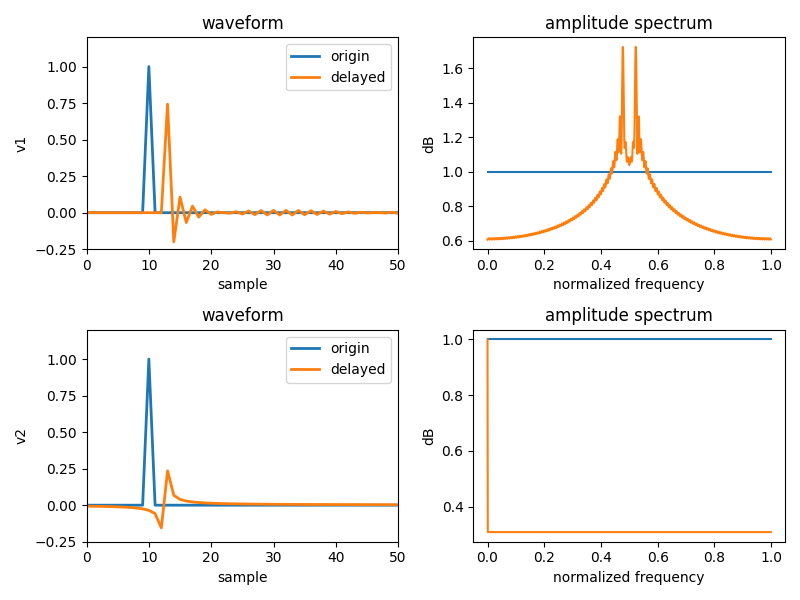 waveform
1.00
0.75
0.50
0.25
0.00
−0.25
v1
origin
delayed
0 10 20 30 40 50
sample
amplitude spectrum
1.6
1.4
1.2
1.0
0.8
0.6
dB
0.0 0.2 0.4 0.6 0.8 1.0
normalized frequency
waveform
1.00
0.75
0.50
0.25
0.00
−0.25
v2
origin
delayed
0 10 20 30 40 50
sample
amplitude spectrum
1.0
0.8
0.6
0.4
dB
0.0 0.2 0.4 0.6 0.8 1.0
normalized frequency